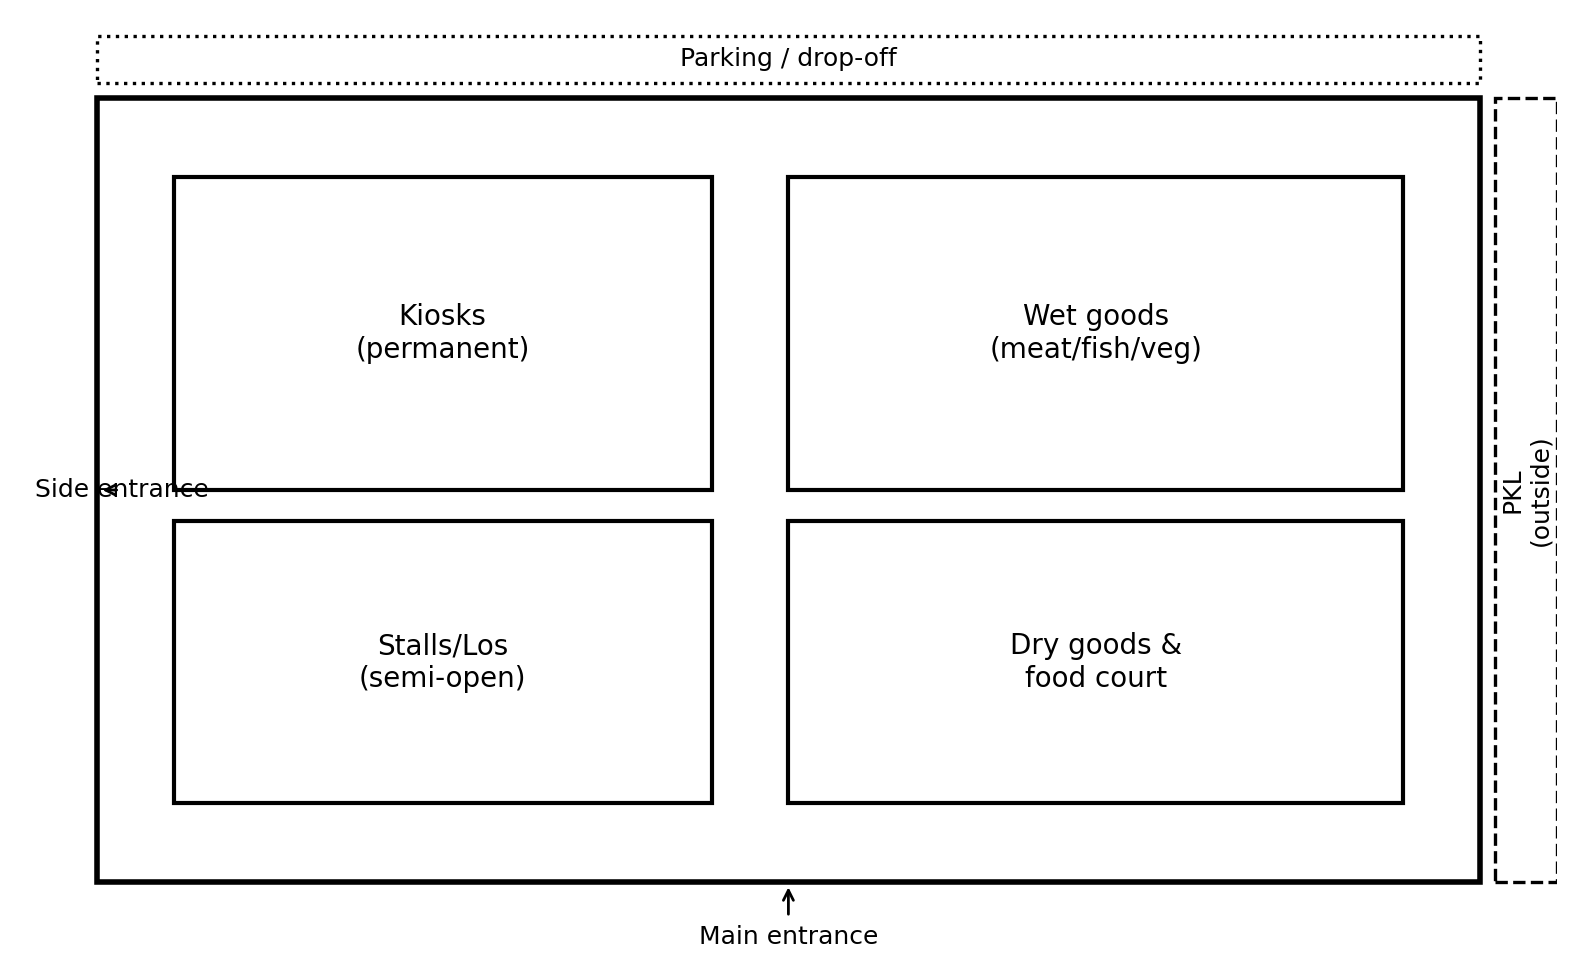 Parking / drop-off
Kiosks
(permanent)
Wet goods
(meat/fish/veg)
Side entrance
PKL
(outside)
Stalls/Los
(semi-open)
Dry goods &
food court
Main entrance